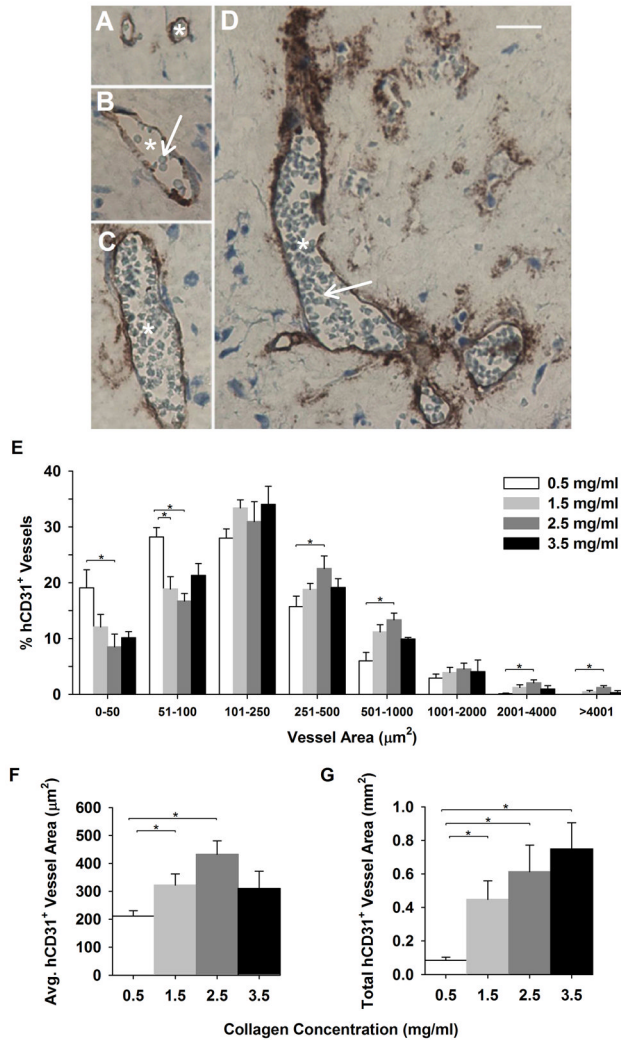 A
*
B
*
C
*
D
*
E
% hCD31⁺ Vessels
40
30
20
10
0
*
*
*
*
*
*
*
0.5 mg/ml
1.5 mg/ml
2.5 mg/ml
3.5 mg/ml
0-50 51-100 101-250 251-500 501-1000 1001-2000 2001-4000 >4001
Vessel Area (μm²)
F
Avg. hCD31⁺ Vessel Area (μm²)
600
500
400
300
200
100
0
*
*
0.5 1.5 2.5 3.5
G
Total hCD31⁺ Vessel Area (mm²)
1.0
0.8
0.6
0.4
0.2
0.0
*
*
*
0.5 1.5 2.5 3.5
Collagen Concentration (mg/ml)